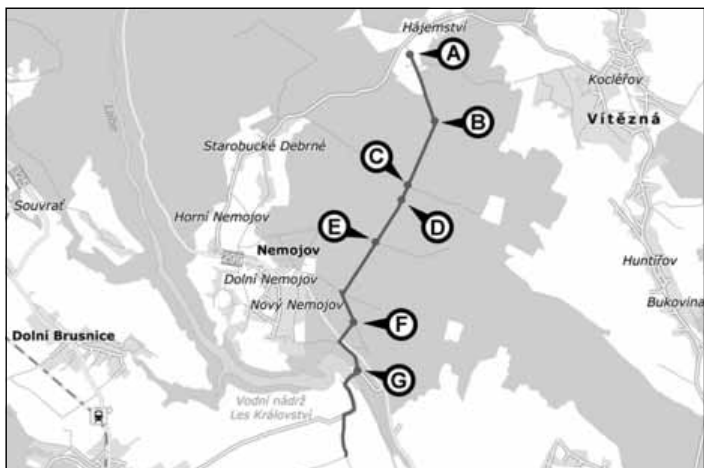 Hájemství
A
Kocléřov
B
Vítězná
Labe
Starobucké Debrné
C
Souvrať
D
Horní Nemojov
E
Nemojov
Huntířov
Dolní Nemojov
Nový Nemojov
Bukovina
F
Dolní Brusnice
G
Vodní nádrž
Les Království